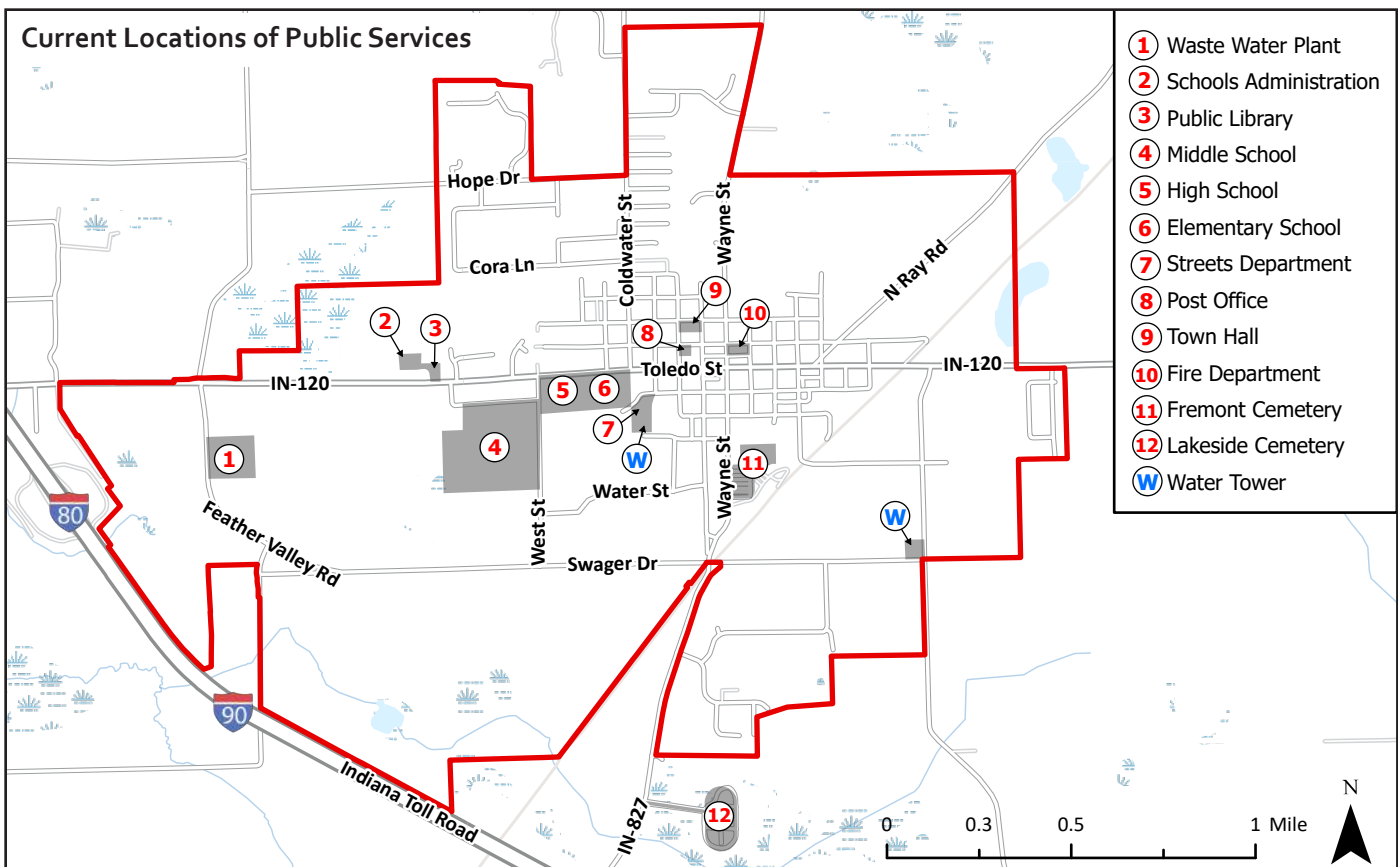 Current Locations of Public Services
1 Waste Water Plant
2 Schools Administration
3 Public Library
4 Middle School
5 High School
6 Elementary School
7 Streets Department
8 Post Office
9 Town Hall
10 Fire Department
11 Fremont Cemetery
12 Lakeside Cemetery
W Water Tower
Hope Dr
Coldwater St
Wayne St
Cora Ln
N Ray Rd
9
2
3
8
10
Toledo St
IN-120
IN-120
5
6
7
4
W
1
11
Wayne St
Water St
West St
W
80
Feather Valley Rd
Swager Dr
90
Indiana Toll Road
IN-827
12
N
0
0.3
0.5
1 Mile